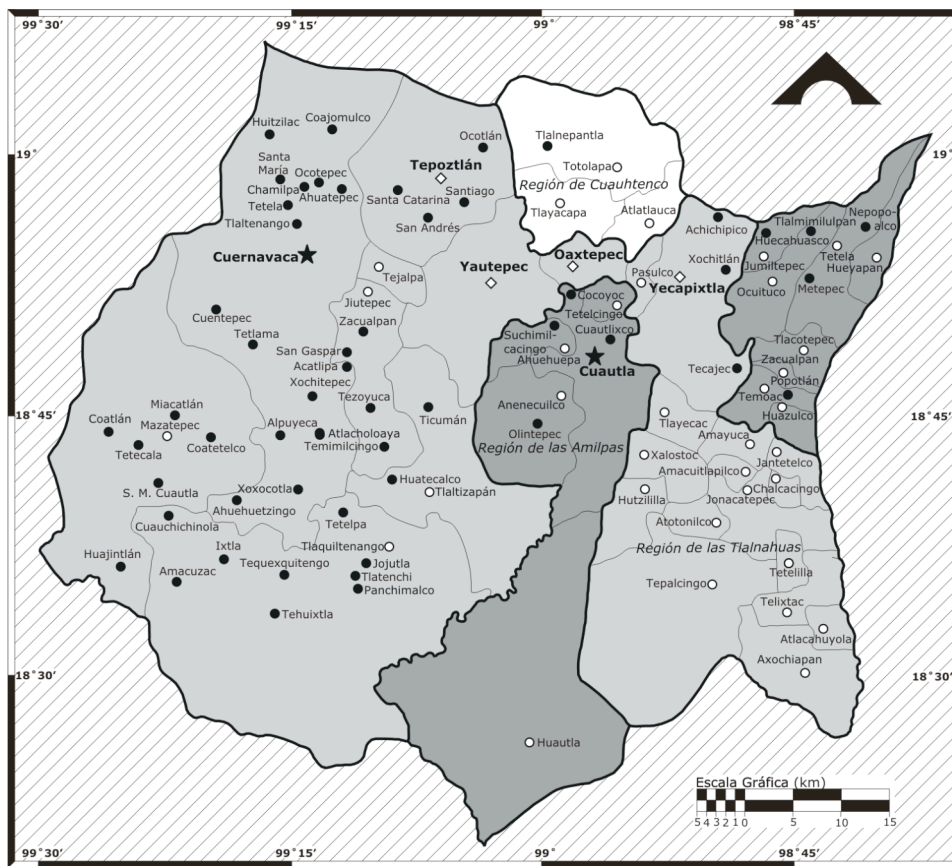 99°30'
99°15'
99°
98°45'
19°
19°
Huitzilac
Coajomulco
Ocotlán
Tlalnepantla
Santa
María
Ocotepec
Tepoztlán
Totolapa
Chamilpa
Ahuatepec
Santa Catarina
Santiago
Región de Cuauhtenco
Tetela
San Andrés
Tlayacapa
Atlatlauca
Tlaltenango
Achichipico
Tlalmimilulpan
Nepopo-
alco
Huecahuasco
Cuernavaca
Tejalpa
Yautepec
Oaxtepec
Pasulco
Xochitlán
Jumiltepec
Tetela
Hueyapan
Yecapixtla
Ocuituco
Metepec
Jiutepec
Cocoyoc
Tetelcingo
Cuentepec
Zacualpan
Suchimil-
cacingo
Cuautlixco
Tetlama
San Gaspar
Ahuehuepa
Cuautla
Tlacotepec
Acatlipa
Tecajec
Zacualpan
Xochitepec
Popotlán
Temoac
Tezoyuca
Anenecuilco
Huazulco
Miacatlán
Ticumán
Tlayecac
Coatlán
Mazatepec
Alpuyeca
Atlacholoaya
Olintepec
Amayuca
Tetecala
Coatetelco
Temimilcingo
Región de las Amilpas
Xalostoc
Jantetelco
Amacuitlapilco
S. M. Cuautla
Xoxocotla
Huatecalco
Tlaltizapán
Hutzililla
Jonacatepec
Chalcacingo
Ahuehuetzingo
Cuauchichinola
Tetelpa
Atotonilco
Ixtla
Tlaquiltenango
Región de las Tlalnahuas
Huajintlán
Tequexquitengo
Jojutla
Tetelilla
Amacuzac
Tlatenchi
Tepalcingo
Panchimalco
Telixtac
Tehuixtla
Atlacahuyola
Axochiapan
18°45'
18°45'
18°30'
18°30'
Huautla
Escala Gráfica (km)
5 4 3 2 1 0 5 10 15
99°30'
99°15'
99°
98°45'